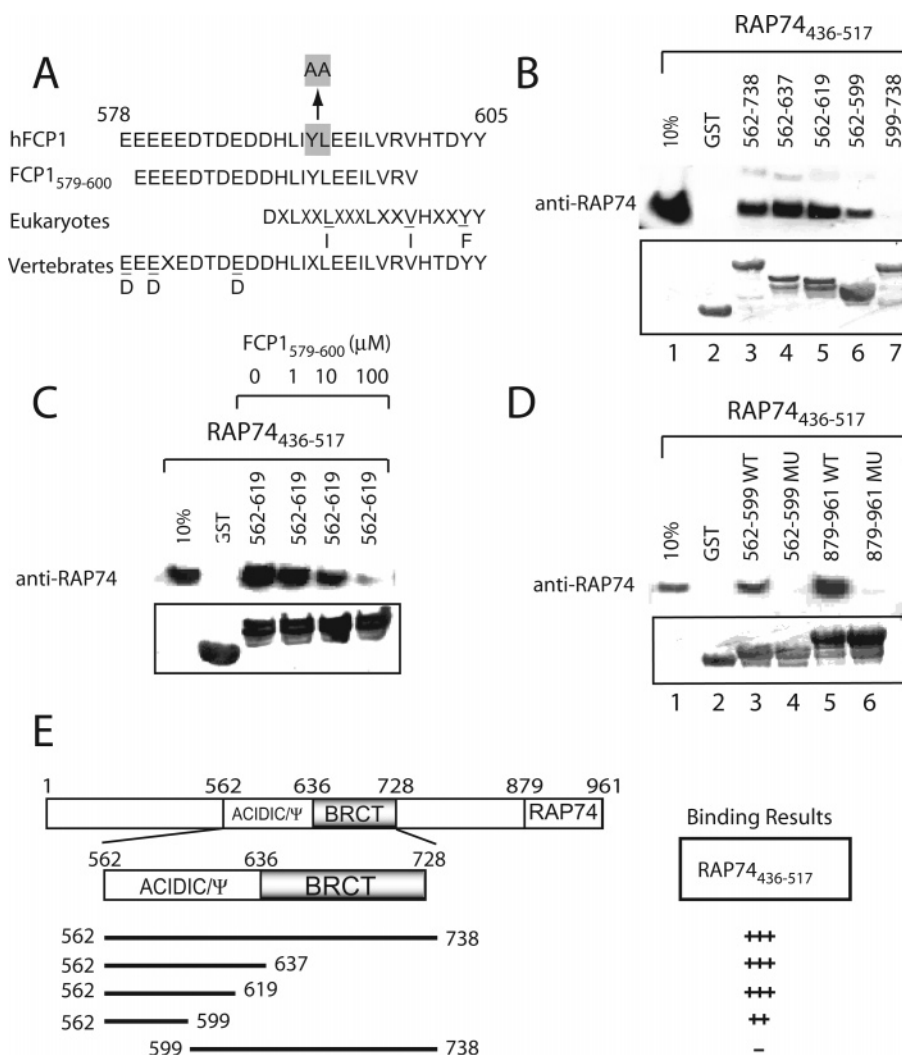 A
AA
578 605
hFCP1 EEEEEDTDEDDHLIYLEEILVRVHTDYY
FCP1579-600 EEEEDTDEDDHLIYLEEILVRV
Eukaryotes DXLXXLXXXLXXVHXXYY
I I F
Vertebrates EEEXEDTDEDDHLIXLEEILVRVHTDYY
D D D
B
RAP74436-517
10% GST 562-738 562-637 562-619 562-599 599-738
anti-RAP74
1 2 3 4 5 6 7
C
FCP1579-600 (μM)
0 1 10 100
RAP74436-517
10% GST 562-619 562-619 562-619 562-619
anti-RAP74
D
RAP74436-517
10% GST 562-599 WT 562-599 MU 879-961 WT 879-961 MU
anti-RAP74
1 2 3 4 5 6
E
1 562 636 728 879 961
ACIDIC/Ψ BRCT RAP74
562 636 728
ACIDIC/Ψ BRCT
Binding Results
RAP74436-517
562 738 +++
562 637 +++
562 619 +++
562 599 ++
599 738 –